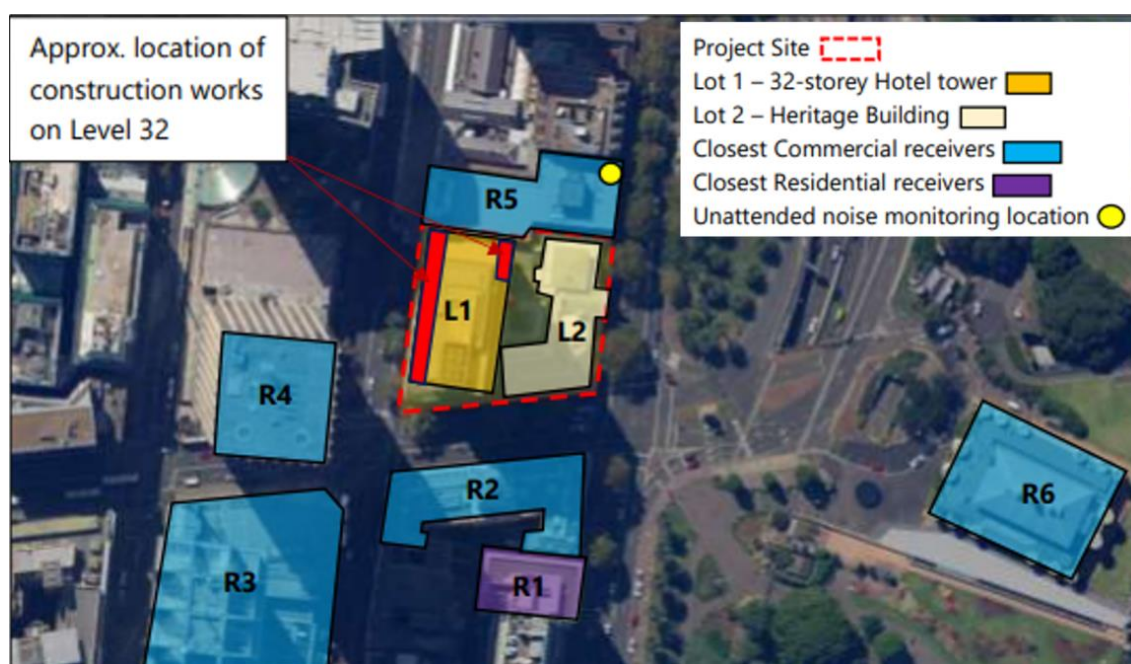 Approx. location of
construction works
on Level 32
Project Site
Lot 1 – 32-storey Hotel tower
Lot 2 – Heritage Building
Closest Commercial receivers
Closest Residential receivers
Unattended noise monitoring location
R5
L1
L2
R4
R2
R6
R3
R1